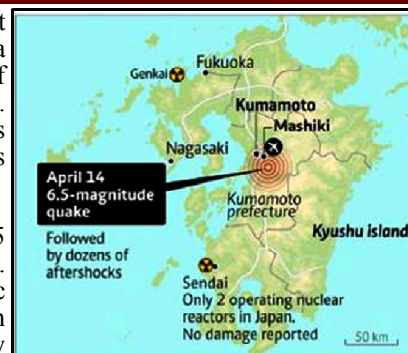 t
a
f
.
s
s
5
.
c
n
y
Fukuoka
Genkai
Kumamoto
Mashiki
Nagasaki
April 14
6.5-magnitude
quake
Kumamoto
prefecture
Followed
by dozens of
aftershocks
Kyushu island
Sendai
Only 2 operating nuclear
reactors in Japan.
No damage reported
50 km